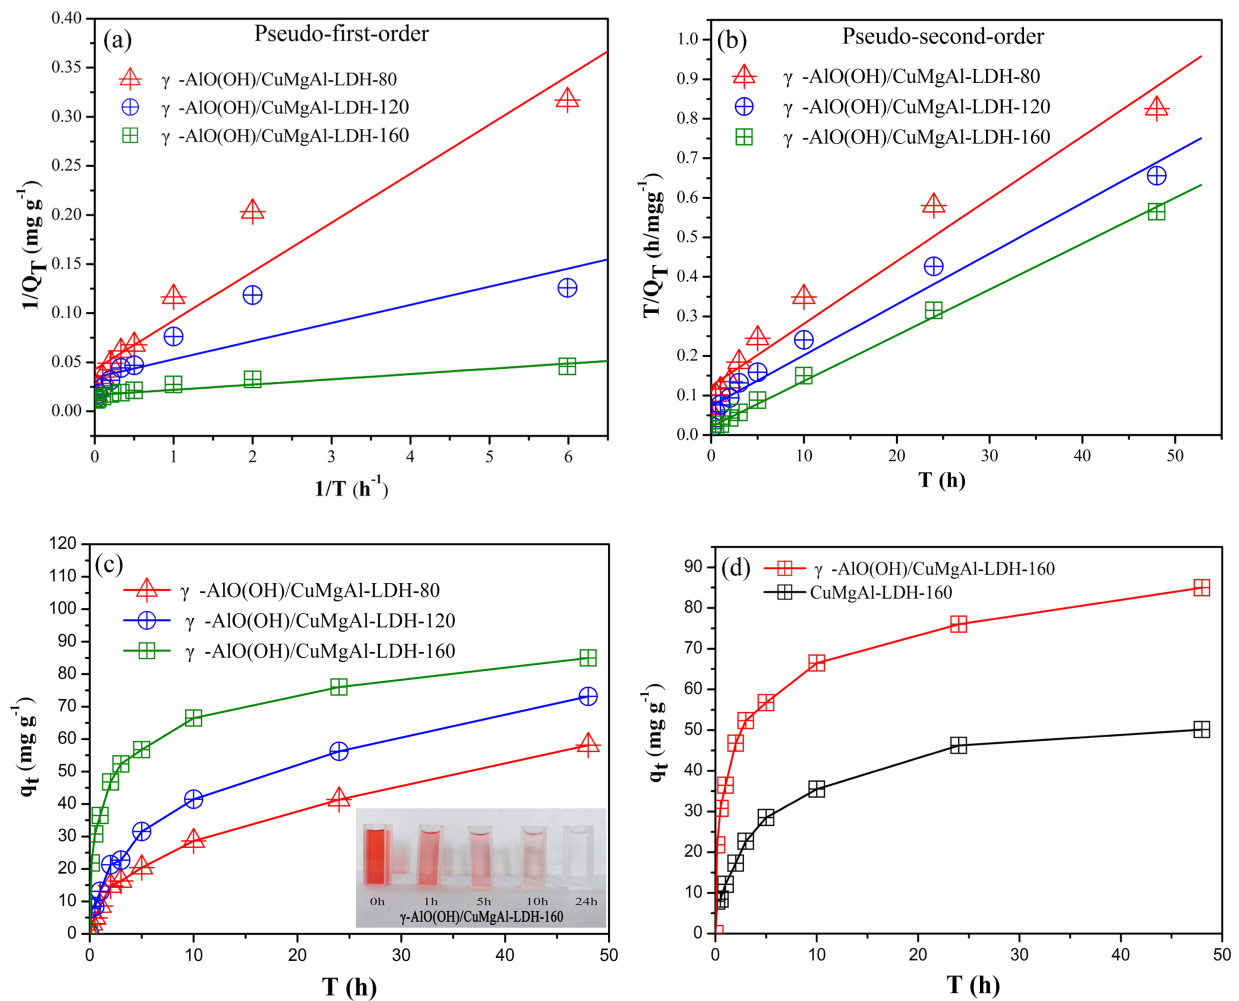 (a)
Pseudo-first-order
γ -AlO(OH)/CuMgAl-LDH-80
γ -AlO(OH)/CuMgAl-LDH-120
γ -AlO(OH)/CuMgAl-LDH-160
0.40
0.35
0.30
0.25
0.20
0.15
0.10
0.05
0.00
1/Q_T (mg g^-1)
0 1 2 3 4 5 6
1/T (h^-1)
(b)
Pseudo-second-order
γ -AlO(OH)/CuMgAl-LDH-80
γ -AlO(OH)/CuMgAl-LDH-120
γ -AlO(OH)/CuMgAl-LDH-160
1.0
0.9
0.8
0.7
0.6
0.5
0.4
0.3
0.2
0.1
0.0
T/Q_T (h/mgg^-1)
0 10 20 30 40 50
T (h)
(c)
γ -AlO(OH)/CuMgAl-LDH-80
γ -AlO(OH)/CuMgAl-LDH-120
γ -AlO(OH)/CuMgAl-LDH-160
120
110
100
90
80
70
60
50
40
30
20
10
0
q_t (mg g^-1)
0h 1h 5h 10h 24h
γ-AlO(OH)/CuMgAl-LDH-160
0 10 20 30 40 50
T (h)
(d)
γ -AlO(OH)/CuMgAl-LDH-160
CuMgAl-LDH-160
90
80
70
60
50
40
30
20
10
0
q_t (mg g^-1)
0 10 20 30 40 50
T (h)